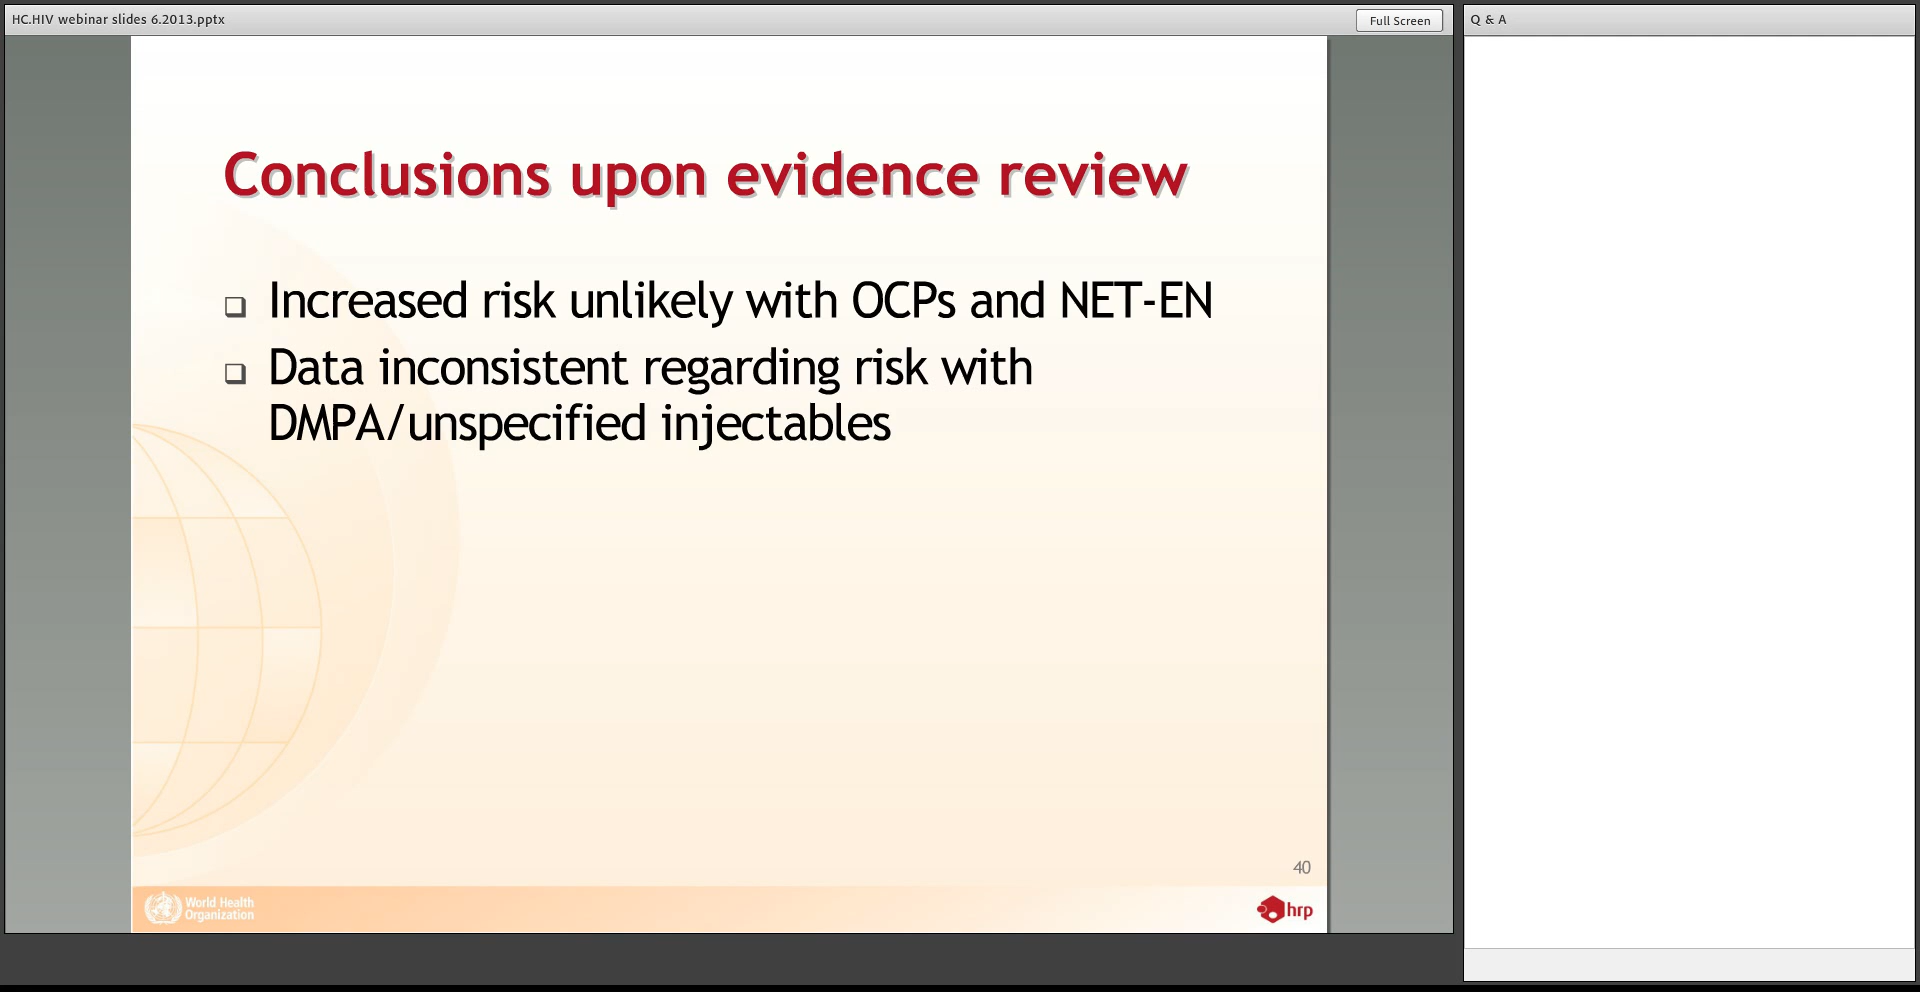 HC.HIV webinar slides 6.2013.pptx
Full Screen
Q & A
Conclusions upon evidence review
Increased risk unlikely with OCPs and NET-EN
Data inconsistent regarding risk with
DMPA/unspecified injectables
40
World Health
Organization
hrp